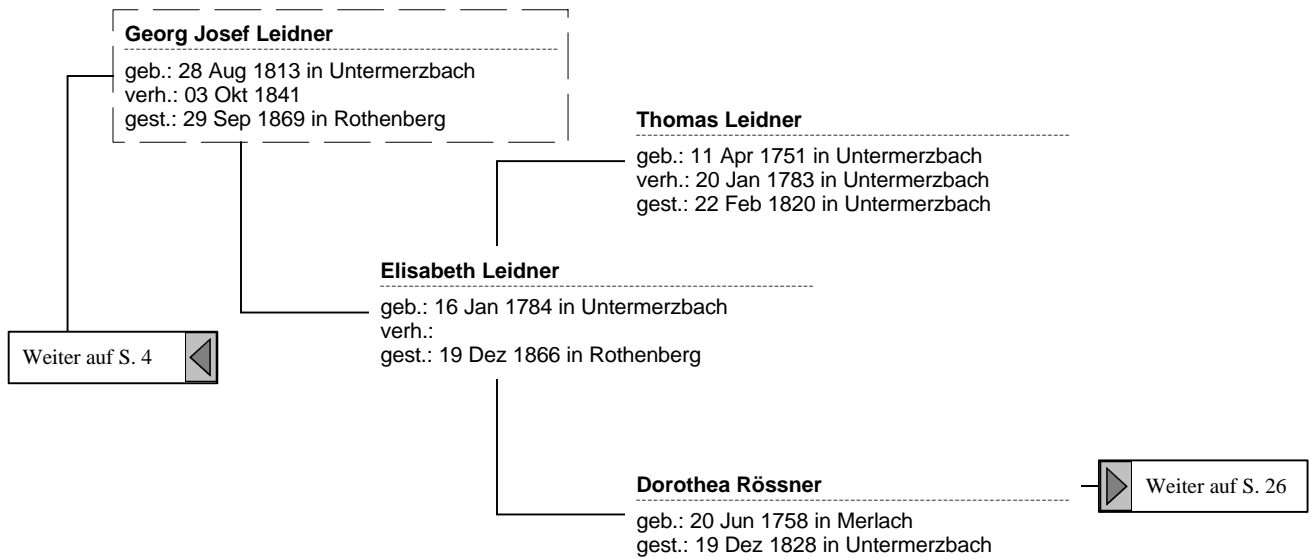 Georg Josef Leidner
geb.: 28 Aug 1813 in Untermerzbach
verh.: 03 Okt 1841
gest.: 29 Sep 1869 in Rothenberg
Thomas Leidner
geb.: 11 Apr 1751 in Untermerzbach
verh.: 20 Jan 1783 in Untermerzbach
gest.: 22 Feb 1820 in Untermerzbach
Elisabeth Leidner
geb.: 16 Jan 1784 in Untermerzbach
verh.:
gest.: 19 Dez 1866 in Rothenberg
Weiter auf S. 4
Dorothea Rössner
geb.: 20 Jun 1758 in Merlach
gest.: 19 Dez 1828 in Untermerzbach
Weiter auf S. 26